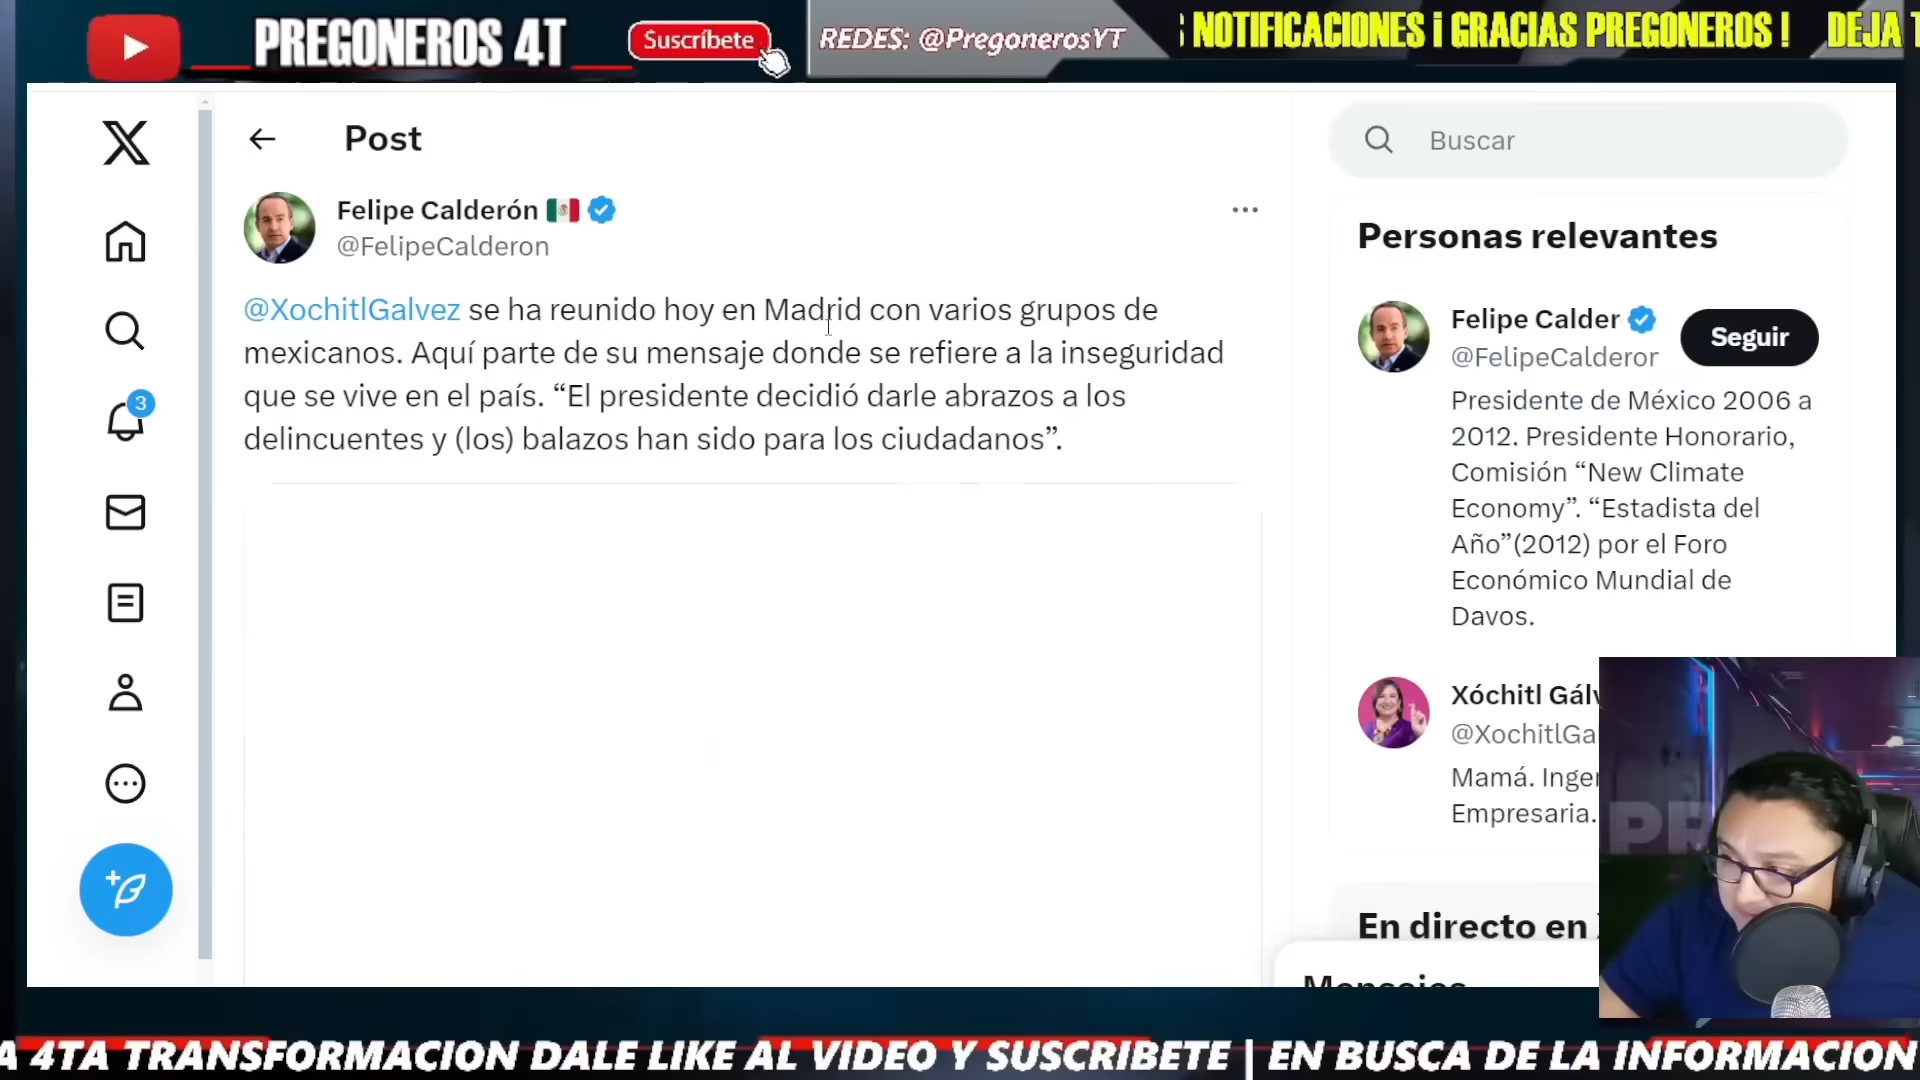 PREGONEROS 4T
Suscríbete
REDES: @PregonerosYT
NOTIFICACIONES ¡ GRACIAS PREGONEROS ! DEJA
Post
Buscar
Felipe Calderón
@FelipeCalderon
@XochitlGalvez se ha reunido hoy en Madrid con varios grupos de
mexicanos. Aquí parte de su mensaje donde se refiere a la inseguridad
que se vive en el país. “El presidente decidió darle abrazos a los
delincuentes y (los) balazos han sido para los ciudadanos”.
3
Personas relevantes
Felipe Calder
@FelipeCalderor
Seguir
Presidente de México 2006 a
2012. Presidente Honorario,
Comisión “New Climate
Economy”. “Estadista del
Año”(2012) por el Foro
Económico Mundial de
Davos.
Xóchitl Gálv
@XochitlGa
Mamá. Inger
Empresaria.
En directo en
Mensajes
PR
A 4TA TRANSFORMACION DALE LIKE AL VIDEO Y SUSCRIBETE | EN BUSCA DE LA INFORMACION